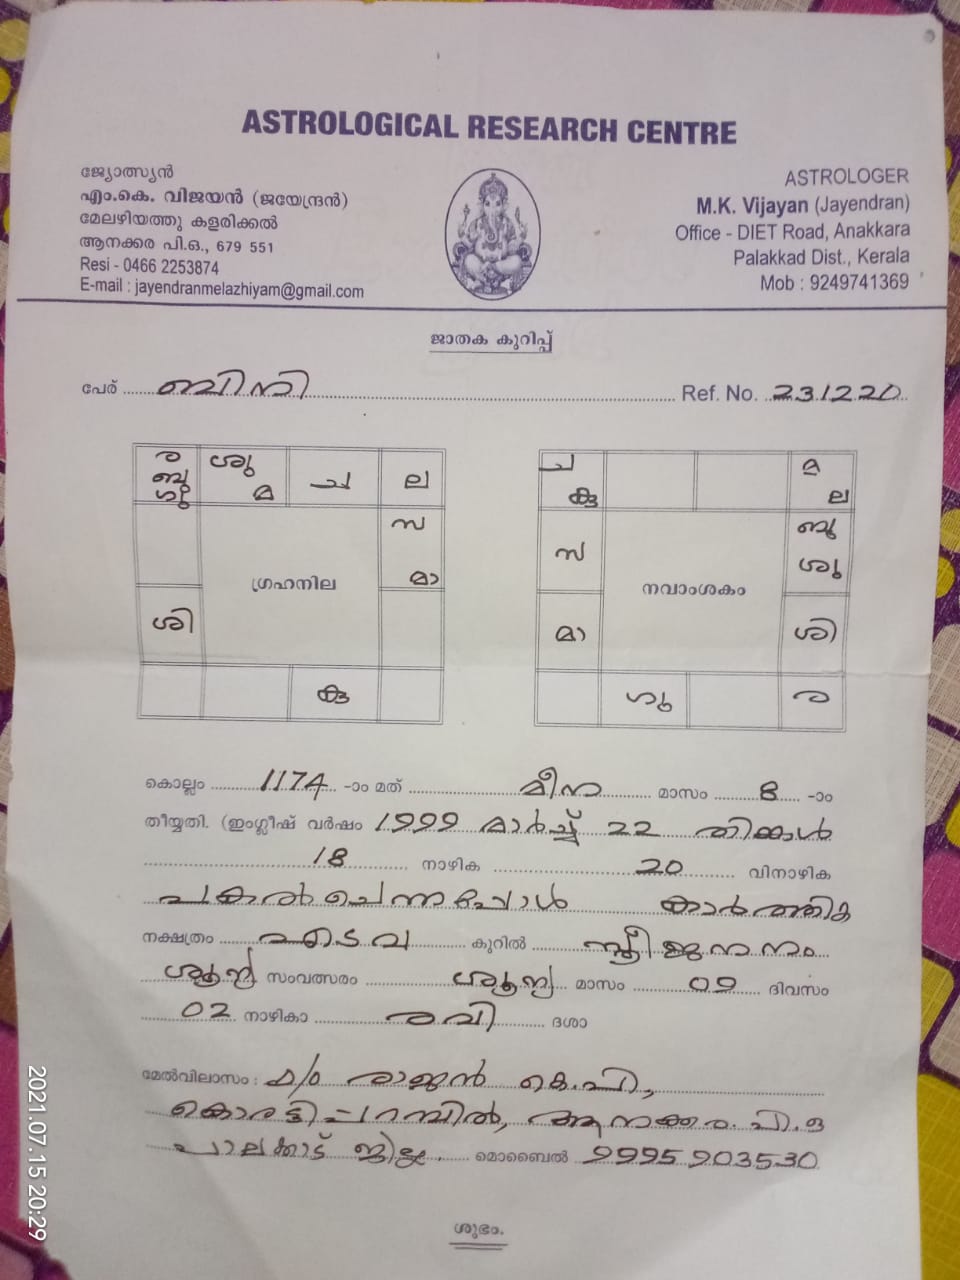 ASTROLOGICAL RESEARCH CENTRE
ജ്യോത്സ്യൻ
എം.കെ. വിജയൻ (ജയേന്ദ്രൻ)
മേലഴിയത്തു കളരിക്കൽ
ആനക്കര പി.ഒ., 679 551
Resi - 0466 2253874
E-mail : jayendranmelazhiyam@gmail.com
ASTROLOGER
M.K. Vijayan (Jayendran)
Office - DIET Road, Anakkara
Palakkad Dist., Kerala
Mob : 9249741369
ജാതക കുറിപ്പ്
പേര് ബിനി Ref. No. 231220
ര ശു ച ല
ബു മ
ഗു
സ
മാ
ഗ്രഹനില
ശി
കു
ച മ
കു ല
സ ബു
ശു
നവാംശകം
മാ ശി
ഗു ര
കൊല്ലം 1174 -ാം മത് മീന മാസം 8 -ാം
തീയ്യതി. (ഇംഗ്ലീഷ് വർഷം 1999 മാർച്ച് 22 തിങ്കൾ
18 നാഴിക 20 വിനാഴിക
പകൽ ചെന്നപ്പോൾ കാർത്തിക
നക്ഷത്രം ഇടവ കൂറിൽ സ്ത്രീ ജനനം
ശൂന്യ സംവത്സരം ശൂന്യ മാസം 09 ദിവസം
02 നാഴികാ രവി ദശാ
മേൽവിലാസം : രാജൻ കെ.പി,
കൊരട്ടിപറമ്പിൽ, ആനക്കര. പി.ഒ
പാലക്കാട് ജില്ല മൊബൈൽ 9995903530
ശുഭം.
2021.07.15 20:29